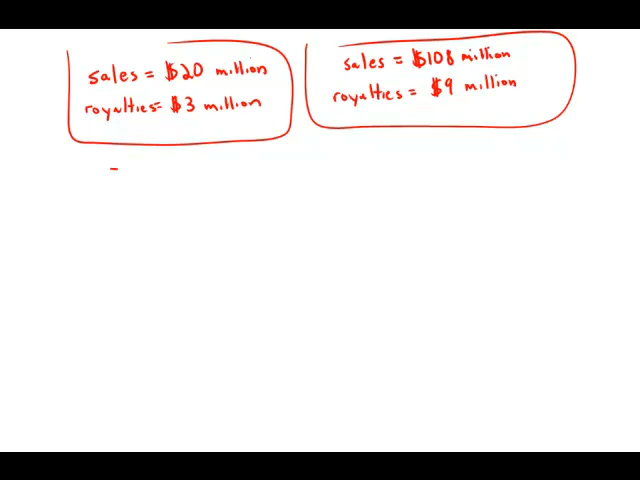 sales = $20 million
royalties= $3 million
sales = $108 million
royalties = $9 million